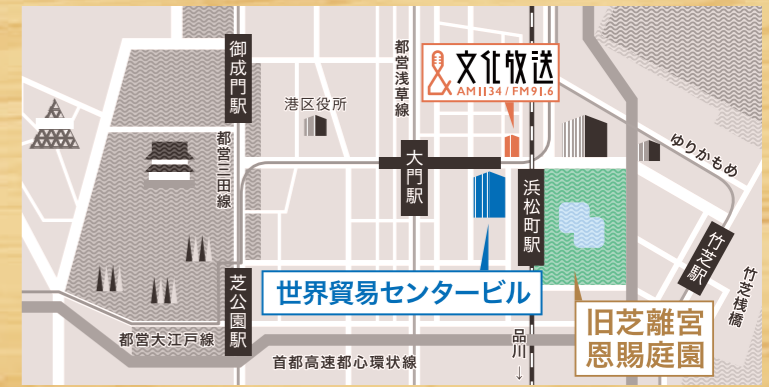 御成門駅
都営浅草線
文化放送
AM1134/FM91.6
港区役所
ゆりかもめ
都営三田線
大門駅
浜松町駅
竹芝駅
竹芝桟橋
芝公園駅
世界貿易センタービル
旧芝離宮
恩賜庭園
都営大江戸線
品川→
首都高速都心環状線